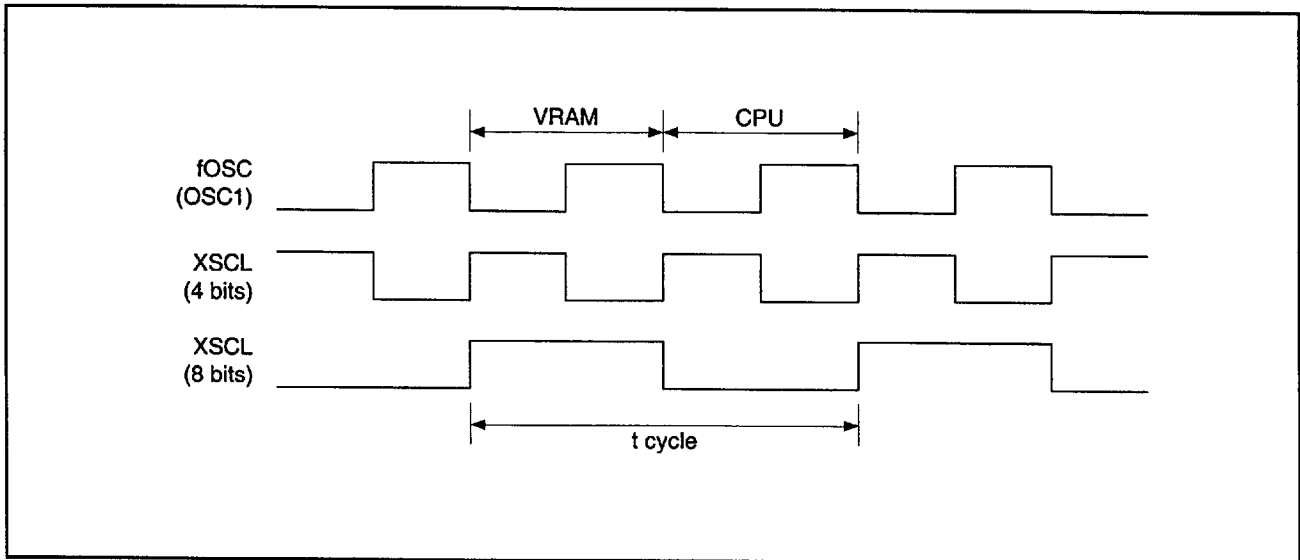 VRAM CPU
fOSC
(OSC1)
XSCL
(4 bits)
XSCL
(8 bits)
t cycle